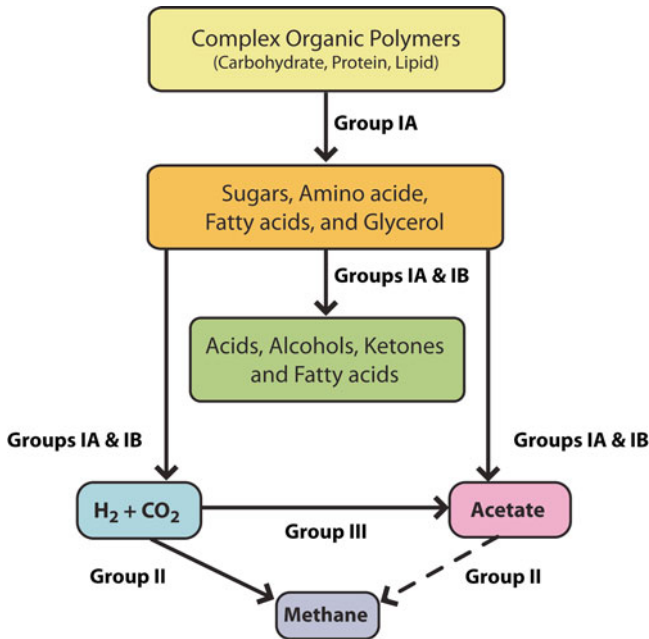 Complex Organic Polymers
(Carbohydrate, Protein, Lipid)
Group IA
Sugars, Amino acide,
Fatty acids, and Glycerol
Groups IA & IB
Acids, Alcohols, Ketones
and Fatty acids
Groups IA & IB
Groups IA & IB
H₂ + CO₂
Acetate
Group III
Group II
Group II
Methane